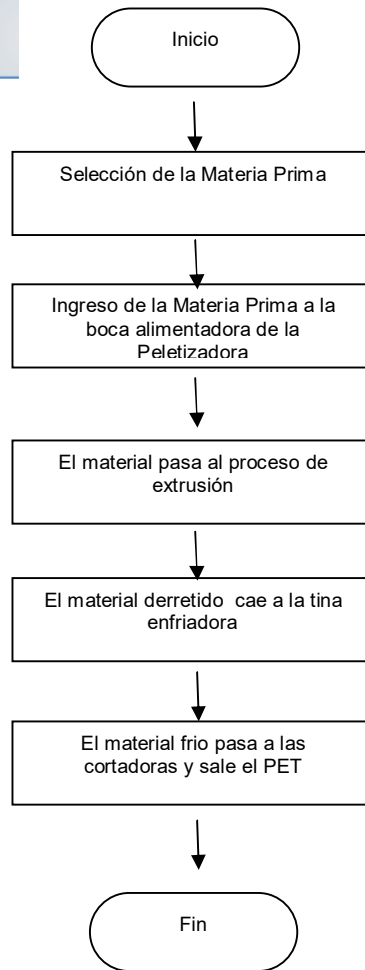 Inicio
Selección de la Materia Prima
Ingreso de la Materia Prima a la
boca alimentadora de la
Peletizadora
El material pasa al proceso de
extrusión
El material derretido cae a la tina
enfriadora
El material frio pasa a las
cortadoras y sale el PET
Fin